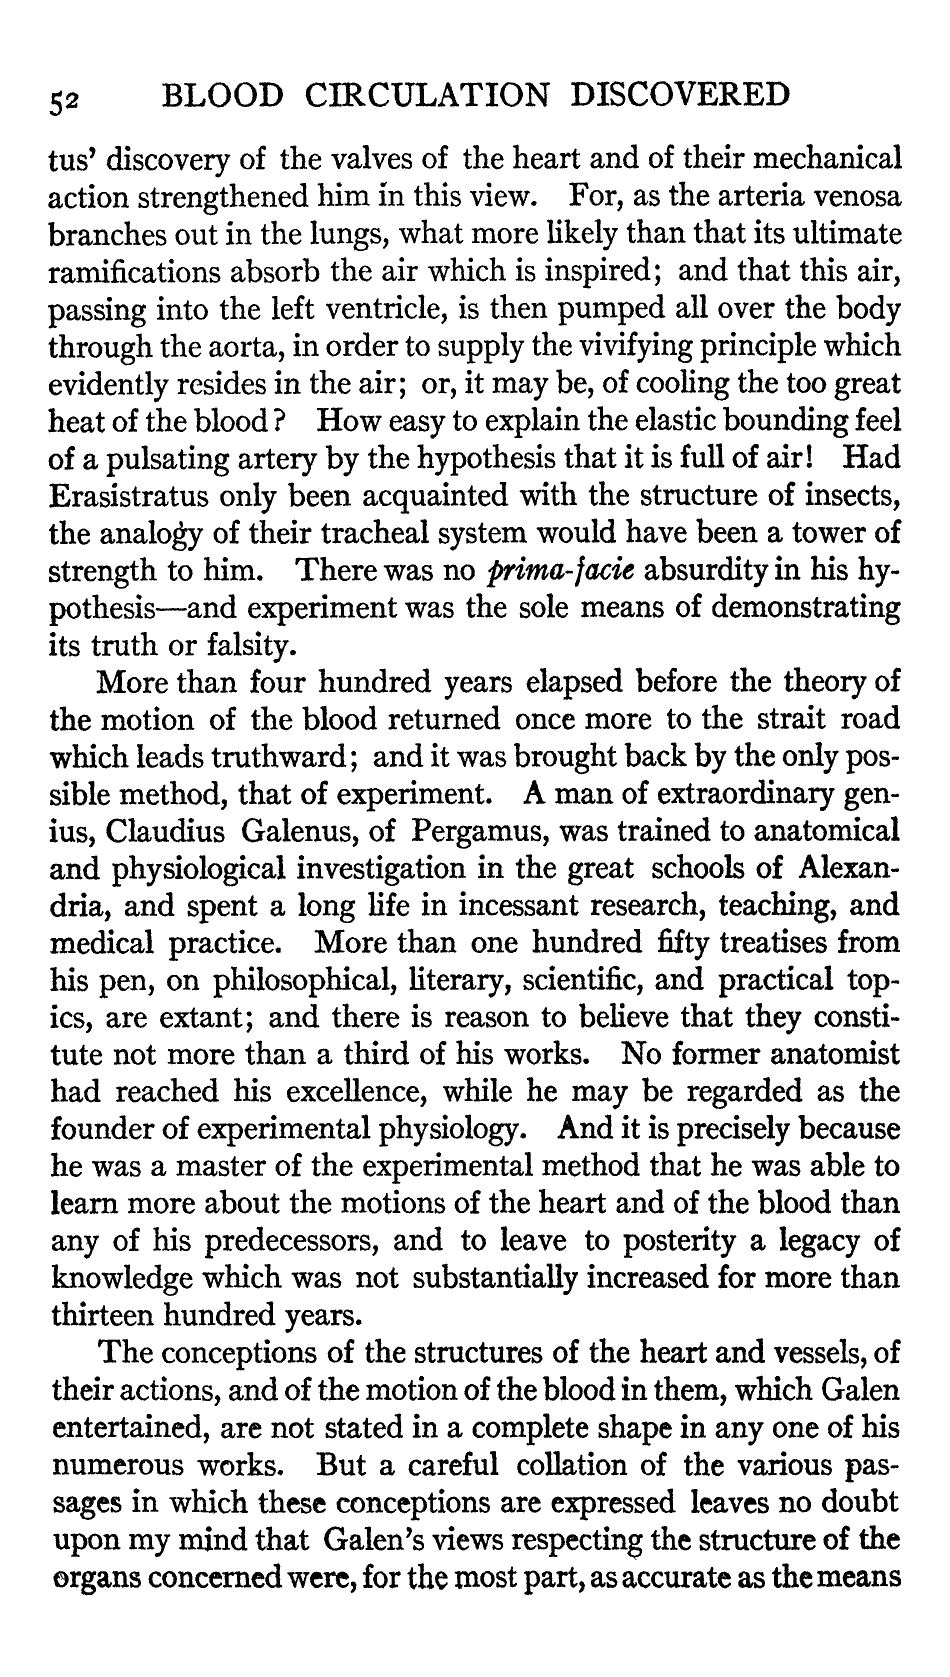 52 BLOOD CIRCULATION DISCOVERED
tus’ discovery of the valves of the heart and of their mechanical
action strengthened him in this view. For, as the arteria venosa
branches out in the lungs, what more likely than that its ultimate
ramifications absorb the air which is inspired; and that this air,
passing into the left ventricle, is then pumped all over the body
through the aorta, in order to supply the vivifying principle which
evidently resides in the air; or, it may be, of cooling the too great
heat of the blood? How easy to explain the elastic bounding feel
of a pulsating artery by the hypothesis that it is full of air! Had
Erasistratus only been acquainted with the structure of insects,
the analogy of their tracheal system would have been a tower of
strength to him. There was no prima-facie absurdity in his hy-
pothesis—and experiment was the sole means of demonstrating
its truth or falsity.
More than four hundred years elapsed before the theory of
the motion of the blood returned once more to the strait road
which leads truthward; and it was brought back by the only pos-
sible method, that of experiment. A man of extraordinary gen-
ius, Claudius Galenus, of Pergamus, was trained to anatomical
and physiological investigation in the great schools of Alexan-
dria, and spent a long life in incessant research, teaching, and
medical practice. More than one hundred fifty treatises from
his pen, on philosophical, literary, scientific, and practical top-
ics, are extant; and there is reason to believe that they consti-
tute not more than a third of his works. No former anatomist
had reached his excellence, while he may be regarded as the
founder of experimental physiology. And it is precisely because
he was a master of the experimental method that he was able to
learn more about the motions of the heart and of the blood than
any of his predecessors, and to leave to posterity a legacy of
knowledge which was not substantially increased for more than
thirteen hundred years.
The conceptions of the structures of the heart and vessels, of
their actions, and of the motion of the blood in them, which Galen
entertained, are not stated in a complete shape in any one of his
numerous works. But a careful collation of the various pas-
sages in which these conceptions are expressed leaves no doubt
upon my mind that Galen’s views respecting the structure of the
organs concerned were, for the most part, as accurate as the means